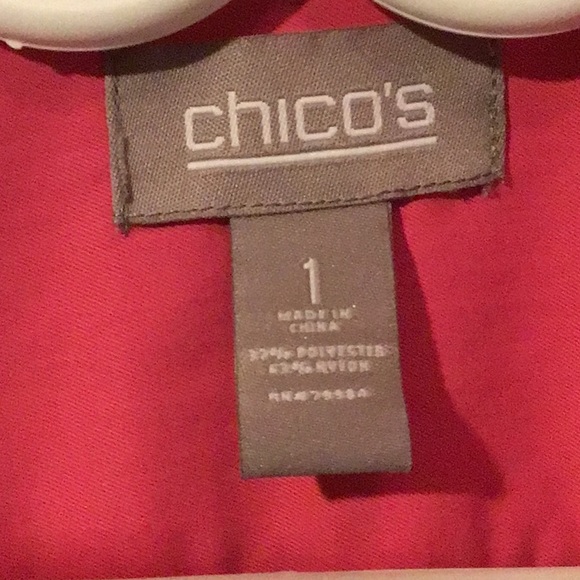 chico's
1
MADE IN
CHINA
POLYESTER
NYLON